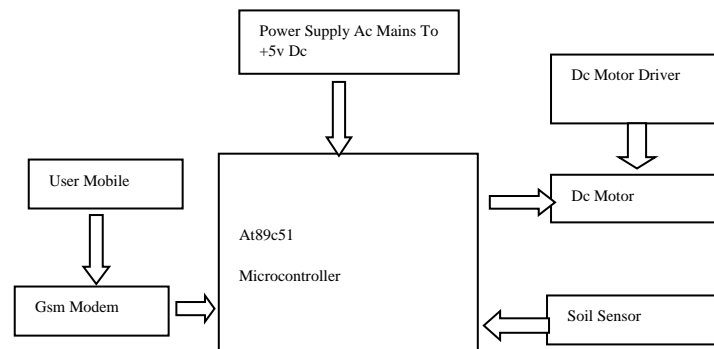 Power Supply Ac Mains To
+5v Dc
Dc Motor Driver
User Mobile
Dc Motor
At89c51
Microcontroller
Gsm Modem
Soil Sensor